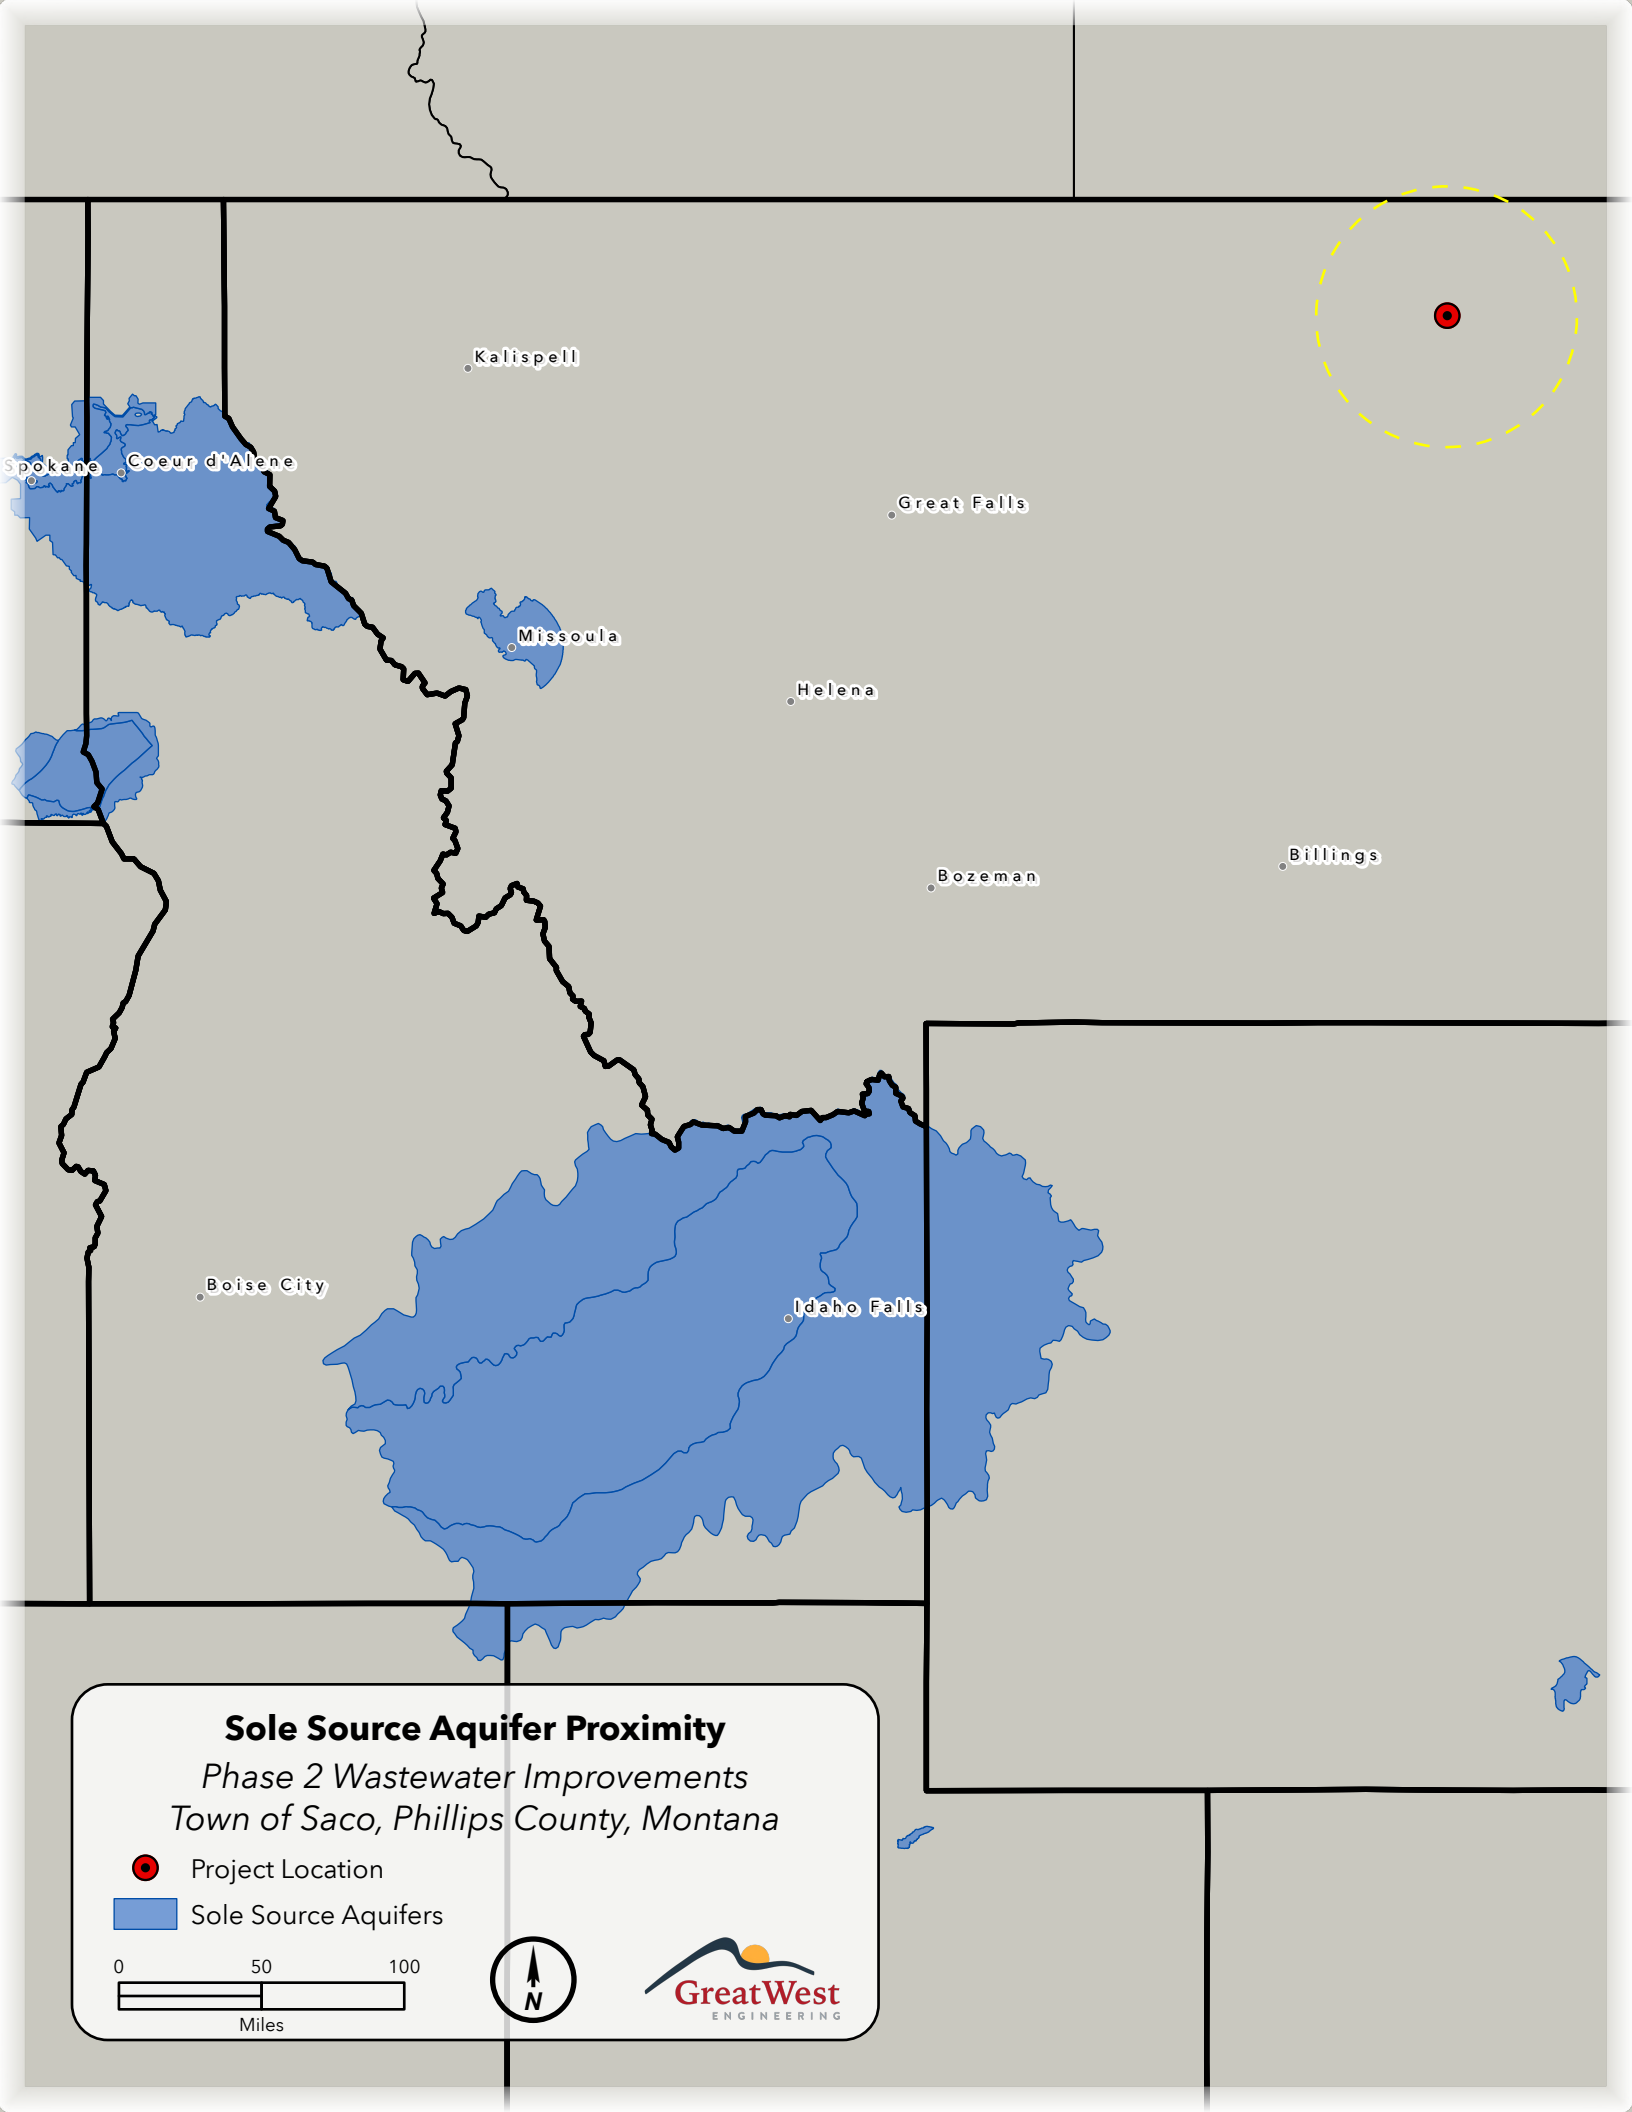 Kalispell
Spokane
Coeur d'Alene
Great Falls
Missoula
Helena
Billings
Bozeman
Boise City
Idaho Falls
Sole Source Aquifer Proximity
Phase 2 Wastewater Improvements
Town of Saco, Phillips County, Montana
Project Location
Sole Source Aquifers
0 50 100
Miles
N
GreatWest
ENGINEERING